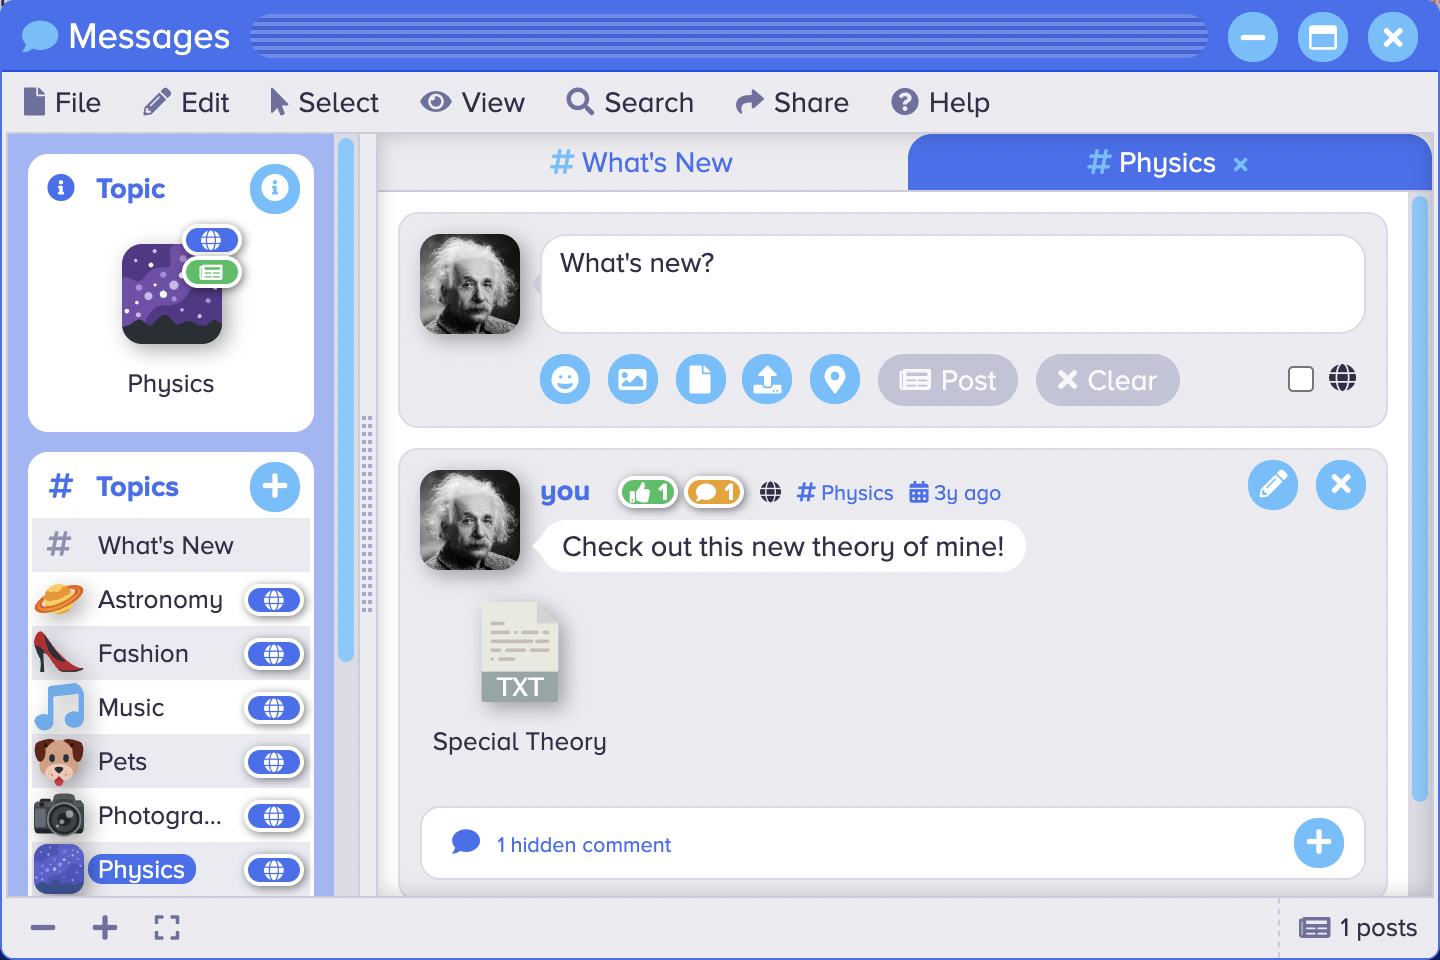 Messages
File Edit Select View Search Share Help
Topic
Physics
Topics
What's New
Astronomy
Fashion
Music
Pets
Photogra...
Physics
# What's New
# Physics ×
What's new?
Post Clear
you 1 1 # Physics 3y ago
Check out this new theory of mine!
TXT
Special Theory
1 hidden comment
1 posts